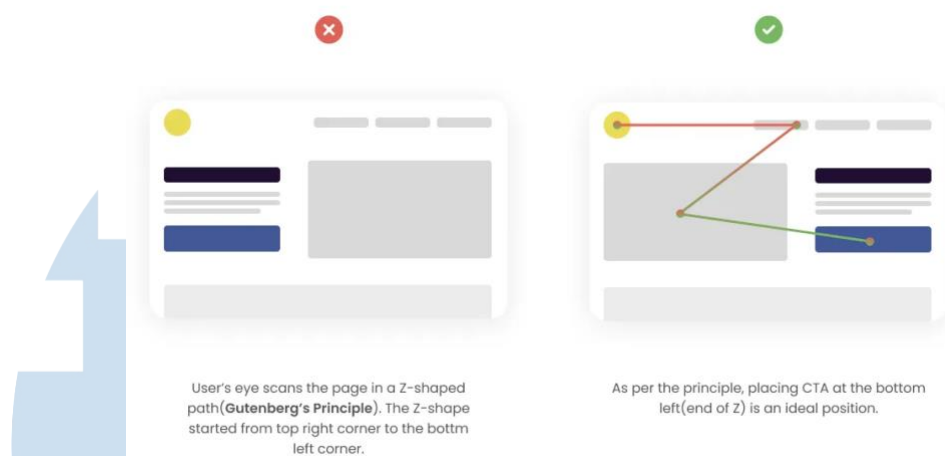 User's eye scans the page in a Z-shaped
path(Gutenberg's Principle). The Z-shape
started from top right corner to the bottm
left corner.
As per the principle, placing CTA at the bottom
left(end of Z) is an ideal position.